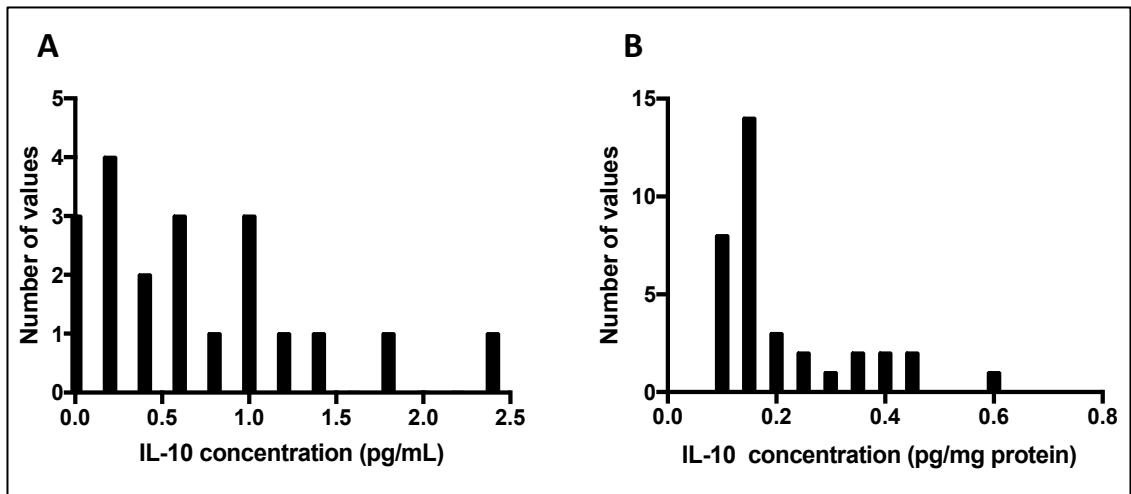 A
Number of values
5
4
3
2
1
0
0.0 0.5 1.0 1.5 2.0 2.5
IL-10 concentration (pg/mL)
B
Number of values
15
10
5
0
0.0 0.2 0.4 0.6 0.8
IL-10 concentration (pg/mg protein)